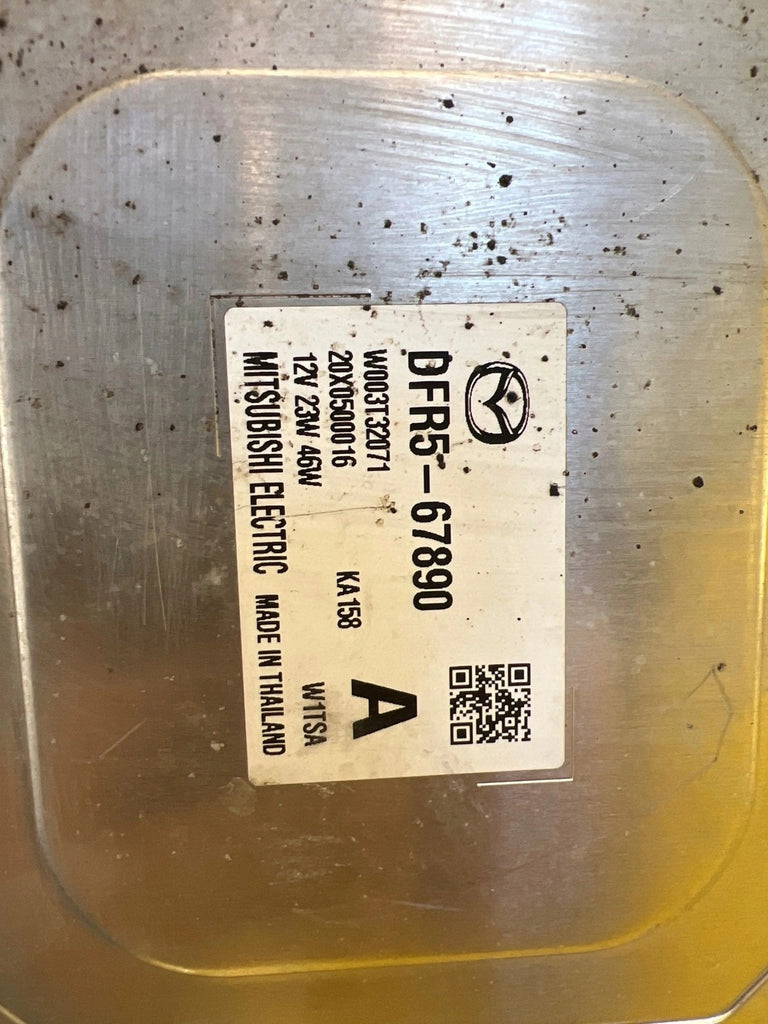 DFR5-67890
A
W003T32071
20X0500016 KA158
12V 23W 46W W1TSA
MITSUBISHI ELECTRIC MADE IN THAILAND